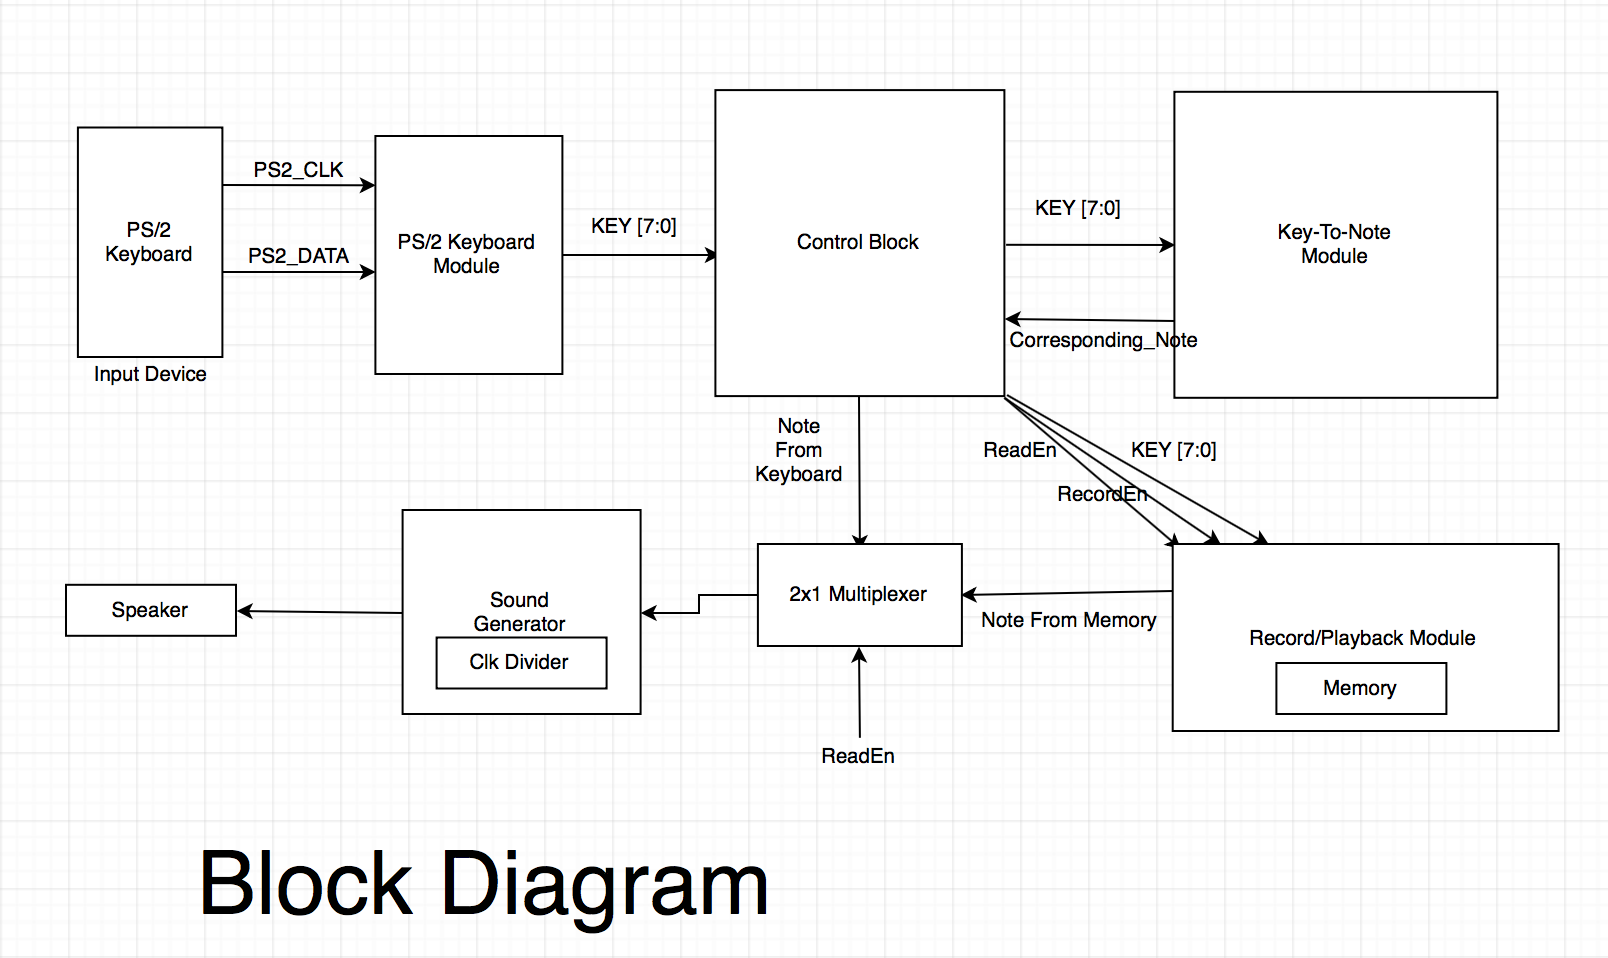 PS2_CLK
PS/2
Keyboard
PS2_DATA
Input Device
PS/2 Keyboard
Module
KEY [7:0]
Control Block
KEY [7:0]
Key-To-Note
Module
Corresponding_Note
Note
From
Keyboard
ReadEn
KEY [7:0]
RecordEn
Speaker
Sound
Generator
Clk Divider
2x1 Multiplexer
Note From Memory
Record/Playback Module
Memory
ReadEn
Block Diagram